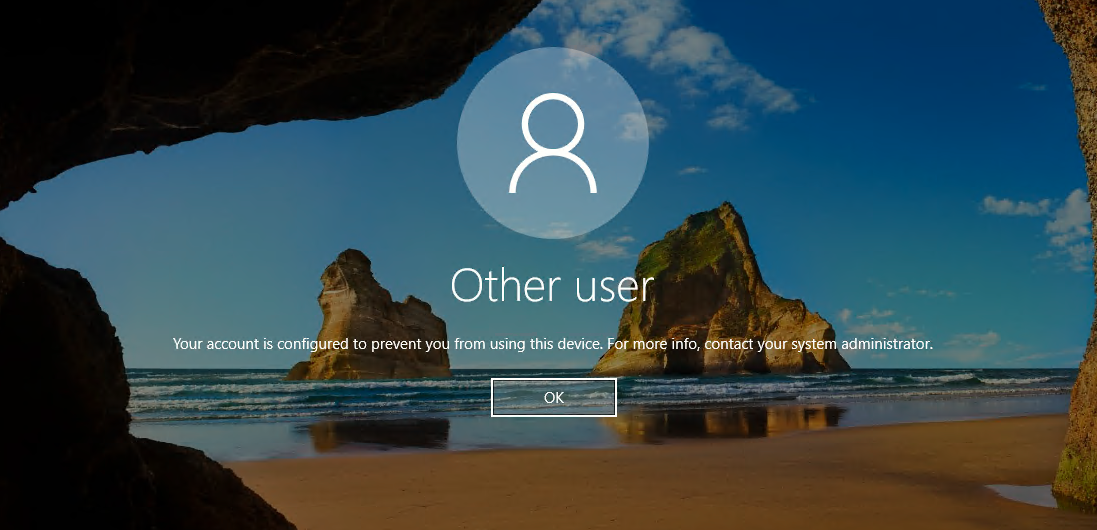 Other user
Your account is configured to prevent you from using this device. For more info, contact your system administrator.
OK